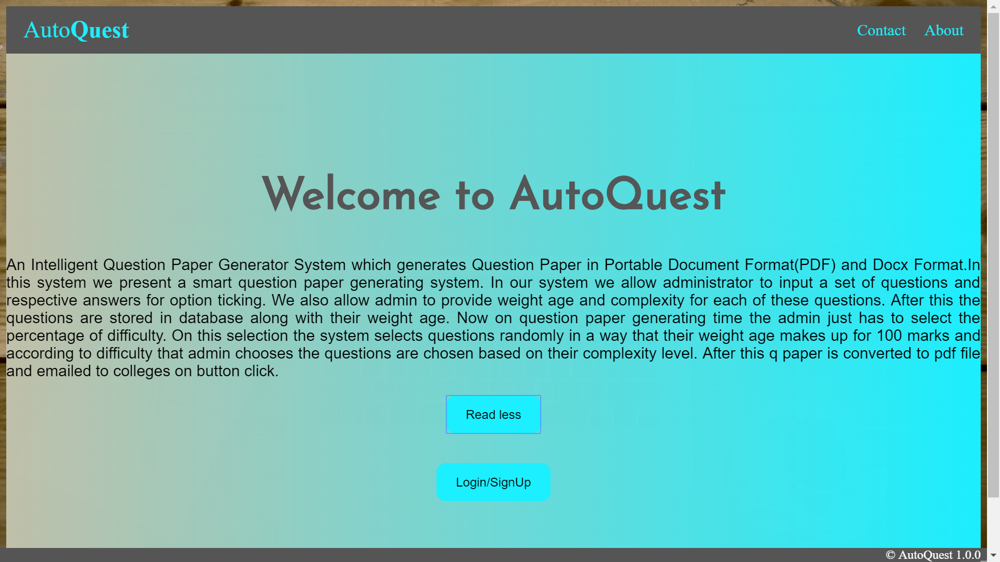 AutoQuest
Contact About
Welcome to AutoQuest
An Intelligent Question Paper Generator System which generates Question Paper in Portable Document Format(PDF) and Docx Format.In
this system we present a smart question paper generating system. In our system we allow administrator to input a set of questions and
respective answers for option ticking. We also allow admin to provide weight age and complexity for each of these questions. After this the
questions are stored in database along with their weight age. Now on question paper generating time the admin just has to select the
percentage of difficulty. On this selection the system selects questions randomly in a way that their weight age makes up for 100 marks and
according to difficulty that admin chooses the questions are chosen based on their complexity level. After this q paper is converted to pdf file
and emailed to colleges on button click.
Read less
Login/SignUp
© AutoQuest 1.0.0_